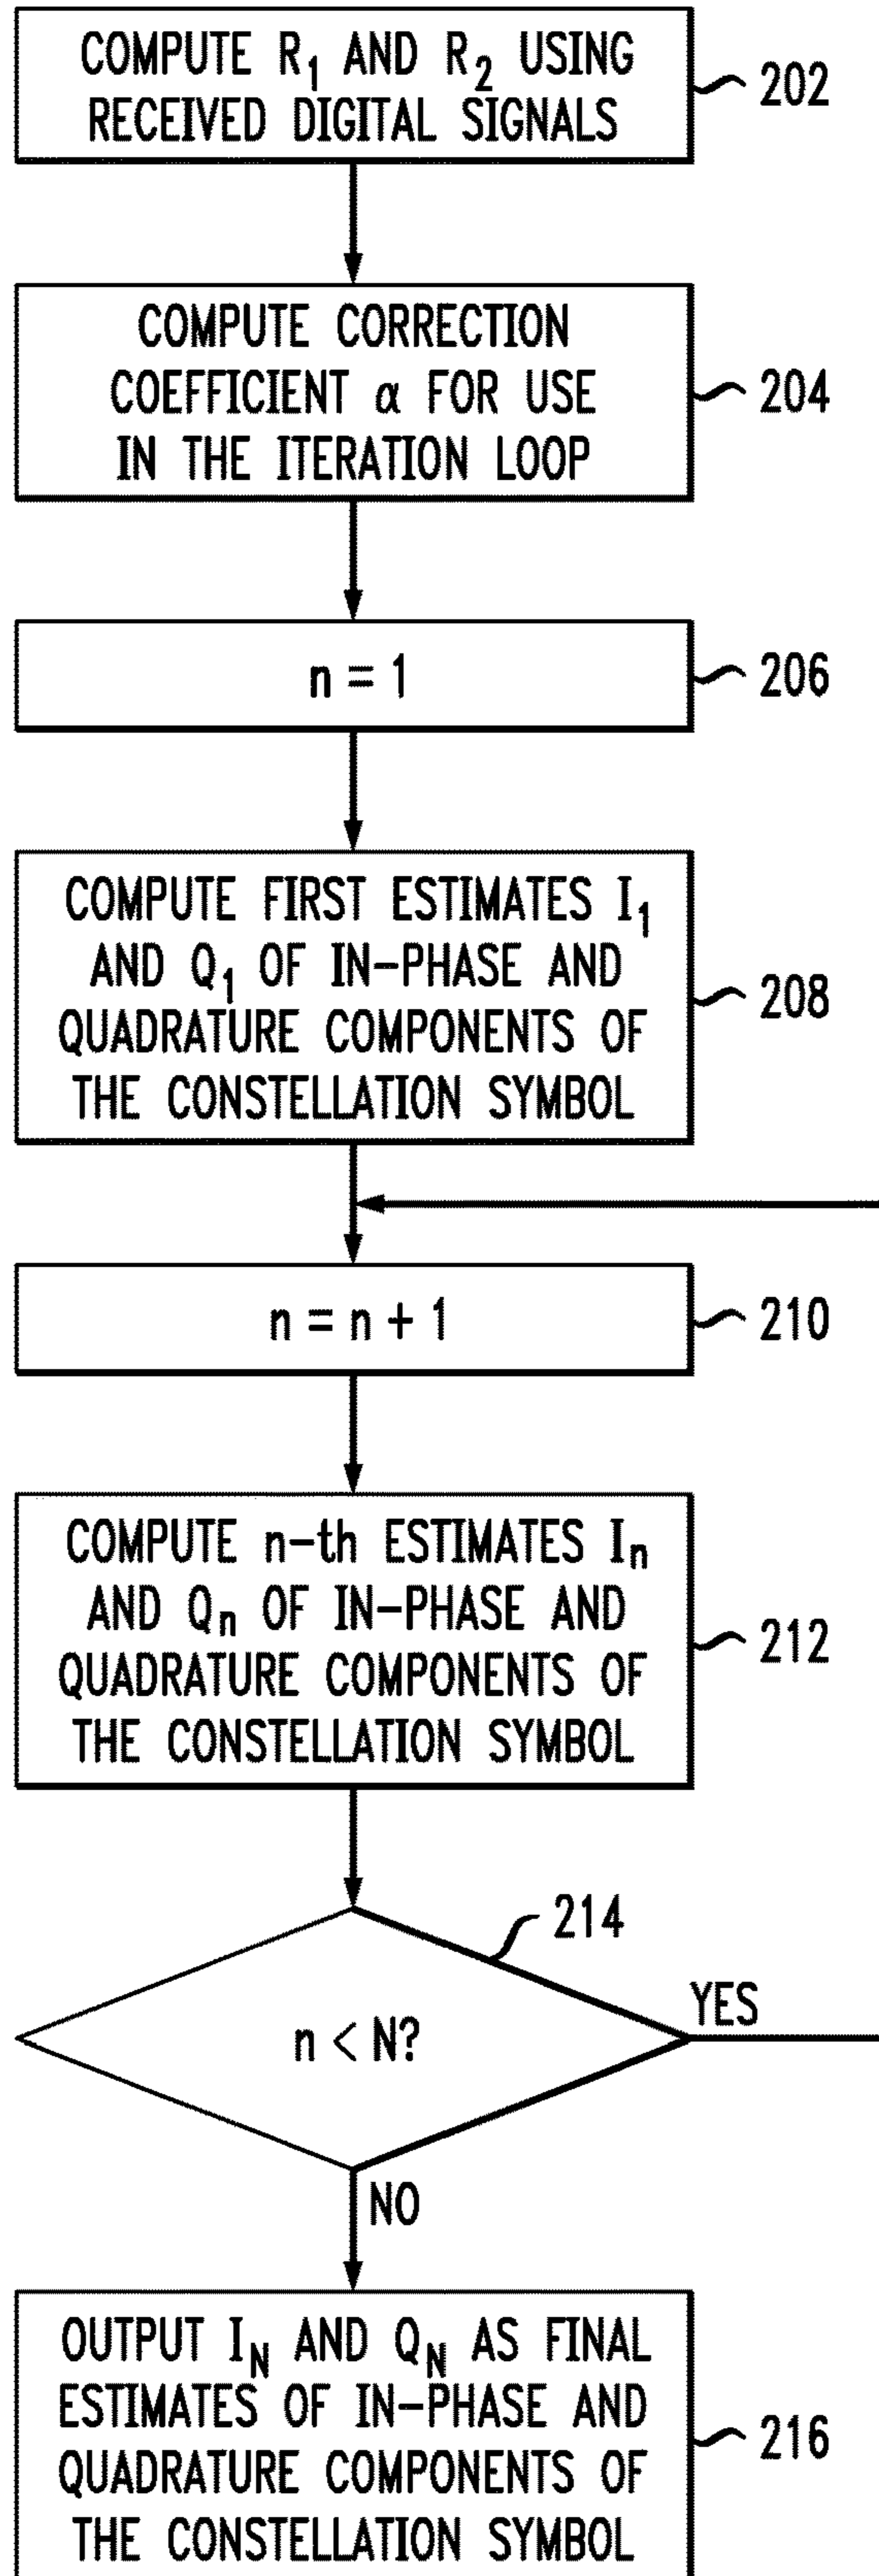 COMPUTE R₁ AND R₂ USING
RECEIVED DIGITAL SIGNALS
202
COMPUTE CORRECTION
COEFFICIENT α FOR USE
IN THE ITERATION LOOP
204
n = 1
206
COMPUTE FIRST ESTIMATES I₁
AND Q₁ OF IN-PHASE AND
QUADRATURE COMPONENTS OF
THE CONSTELLATION SYMBOL
208
n = n + 1
210
COMPUTE n-th ESTIMATES Iₙ
AND Qₙ OF IN-PHASE AND
QUADRATURE COMPONENTS OF
THE CONSTELLATION SYMBOL
212
214
n < N?
YES
NO
OUTPUT I_N AND Q_N AS FINAL
ESTIMATES OF IN-PHASE AND
QUADRATURE COMPONENTS OF
THE CONSTELLATION SYMBOL
216